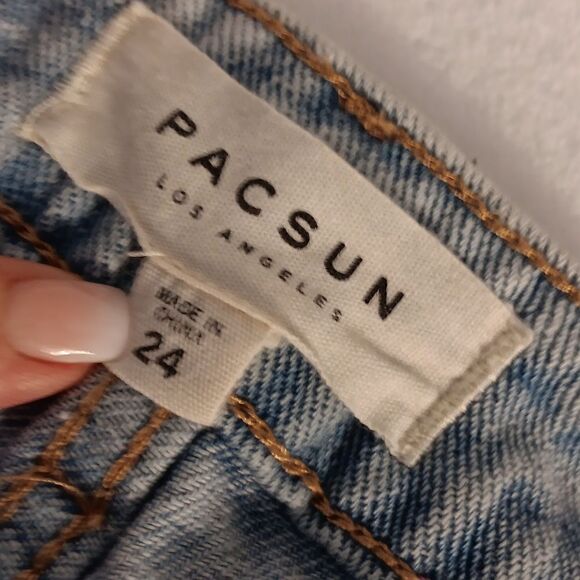 PACSUN
LOS ANGELES
MADE IN
CHINA
24